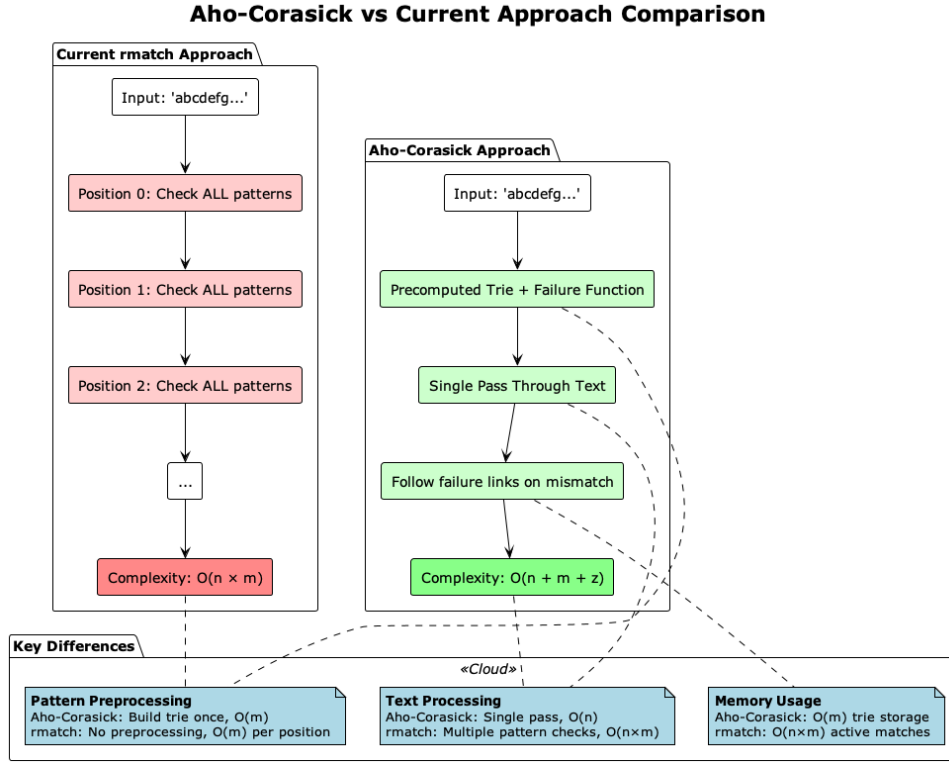 Aho-Corasick vs Current Approach Comparison
Current rmatch Approach
Input: 'abcdefg...'
Position 0: Check ALL patterns
Position 1: Check ALL patterns
Position 2: Check ALL patterns
...
Complexity: O(n × m)
Aho-Corasick Approach
Input: 'abcdefg...'
Precomputed Trie + Failure Function
Single Pass Through Text
Follow failure links on mismatch
Complexity: O(n + m + z)
Key Differences
«Cloud»
Pattern Preprocessing
Aho-Corasick: Build trie once, O(m)
rmatch: No preprocessing, O(m) per position
Text Processing
Aho-Corasick: Single pass, O(n)
rmatch: Multiple pattern checks, O(n×m)
Memory Usage
Aho-Corasick: O(m) trie storage
rmatch: O(n×m) active matches